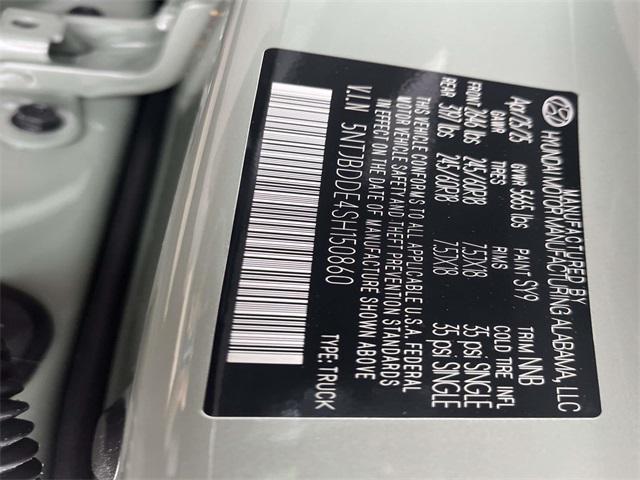 MANUFACTURED BY
HYUNDAI MOTOR MANUFACTURING ALABAMA, LLC
Apr/25/25 GVWR 5665 lbs PAINT SY9 TRIM NNB
GAWR RIMS COLD TIRE INFL
FRONT 2646 lbs 245/60R18 7.5JX18 35 psi SINGLE
REAR 3197 lbs 245/60R18 7.5JX18 35 psi SINGLE
THIS VEHICLE CONFORMS TO ALL APPLICABLE U.S.A. FEDERAL
MOTOR VEHICLE SAFETY AND THEFT PREVENTION STANDARDS
IN EFFECT ON THE DATE OF MANUFACTURE SHOWN ABOVE
V.I.N 5NTJBDDE4SH150860 TYPE: TRUCK